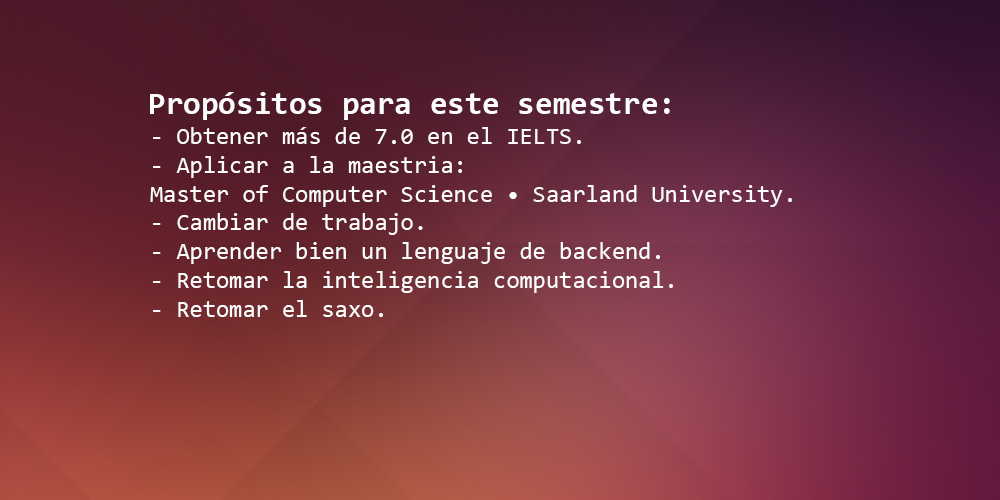 Propósitos para este semestre:
- Obtener más de 7.0 en el IELTS.
- Aplicar a la maestria:
Master of Computer Science • Saarland University.
- Cambiar de trabajo.
- Aprender bien un lenguaje de backend.
- Retomar la inteligencia computacional.
- Retomar el saxo.